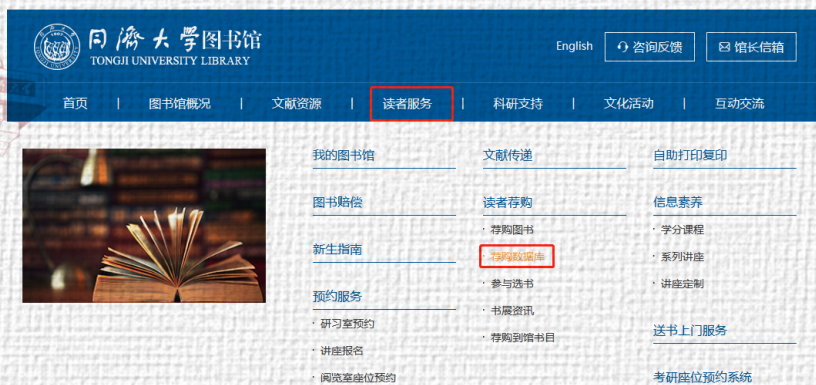 同濟大學图书馆
TONGJI UNIVERSITY LIBRARY
English
咨询反馈
馆长信箱
首页 | 图书馆概况 | 文献资源 | 读者服务 | 科研支持 | 文化活动 | 互动交流
我的图书馆
图书赔偿
新生指南
预约服务
· 研习室预约
· 讲座报名
· 阅览室座位预约
文献传递
读者荐购
· 荐购图书
· 荐购数据库
· 参与选书
· 书展资讯
· 荐购到馆书目
自助打印复印
信息素养
· 学分课程
· 系列讲座
· 讲座定制
送书上门服务
考研座位预约系统